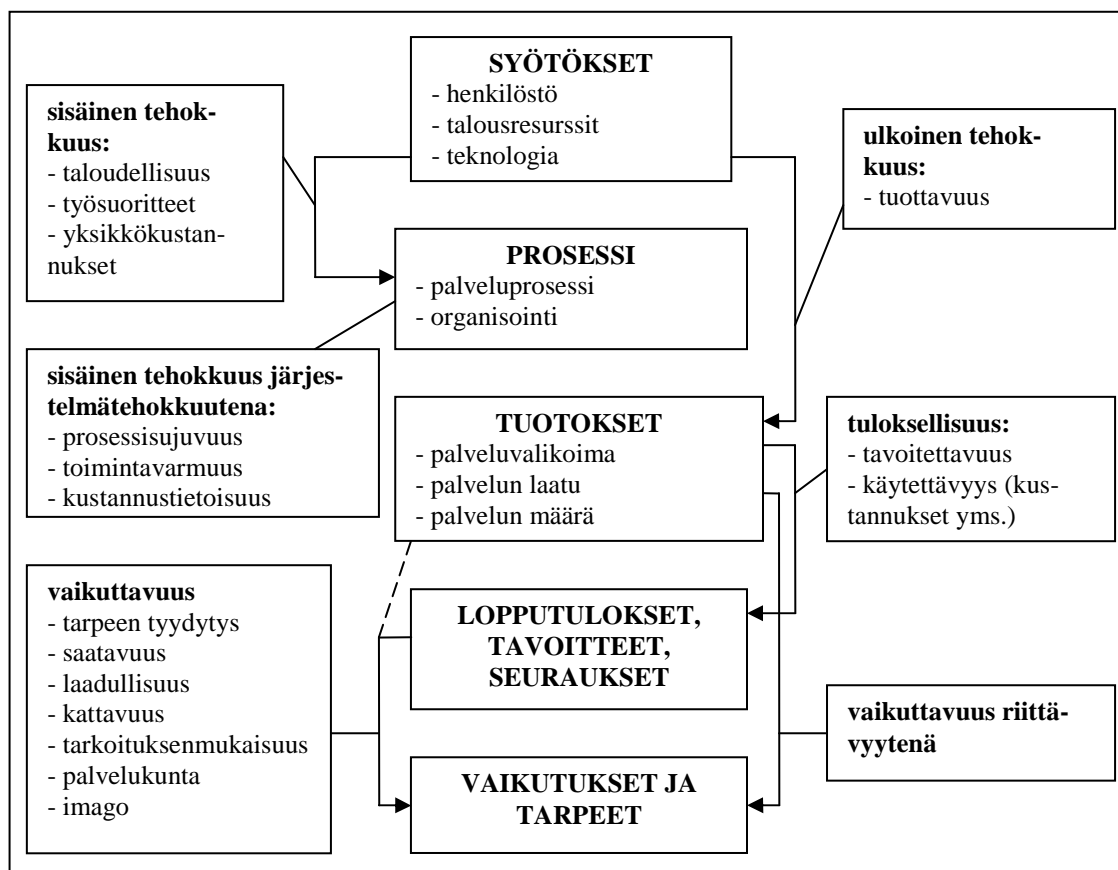 SYÖTÖKSET
- henkilöstö
- talousresurssit
- teknologia
sisäinen tehok-
kuus:
- taloudellisuus
- työsuoritteet
- yksikkökustan-
nukset
ulkoinen tehok-
kuus:
- tuottavuus
PROSESSI
- palveluprosessi
- organisointi
sisäinen tehokkuus järjes-
telmätehokkuutena:
- prosessisujuvuus
- toimintavarmuus
- kustannustietoisuus
TUOTOKSET
- palveluvalikoima
- palvelun laatu
- palvelun määrä
tuloksellisuus:
- tavoitettavuus
- käytettävyys (kus-
tannukset yms.)
vaikuttavuus
- tarpeen tyydytys
- saatavuus
- laadullisuus
- kattavuus
- tarkoituksenmukaisuus
- palvelukunta
- imago
LOPPUTULOKSET,
TAVOITTEET,
SEURAUKSET
vaikuttavuus riittä-
vyytenä
VAIKUTUKSET JA
TARPEET